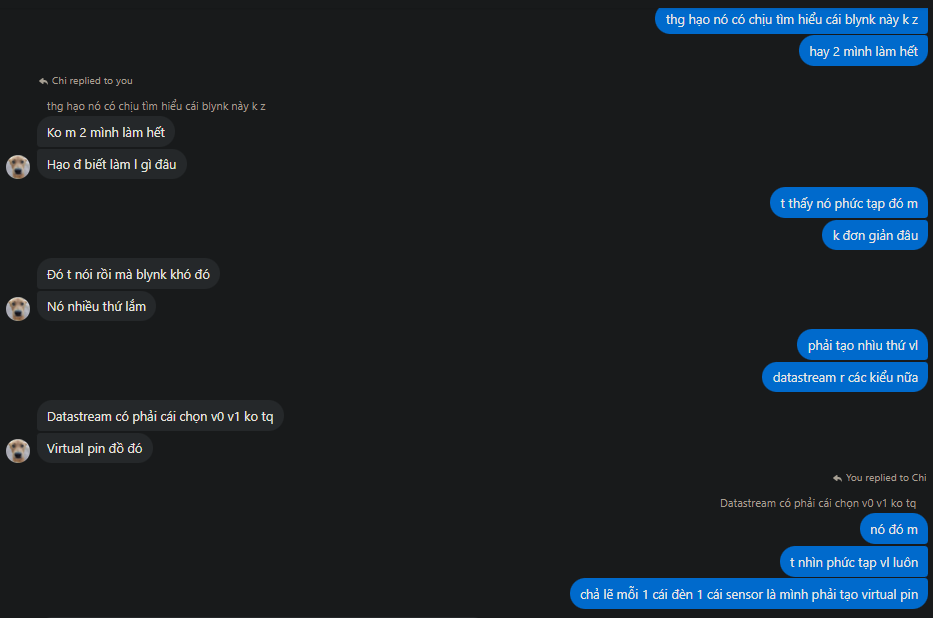 thg hạo nó có chịu tìm hiểu cái blynk này k z
hay 2 mình làm hết
Chi replied to you
thg hạo nó có chịu tìm hiểu cái blynk này k z
Ko m 2 mình làm hết
Hạo đ biết làm l gì đâu
t thấy nó phức tạp đó m
k đơn giản đâu
Đó t nói rồi mà blynk khó đó
Nó nhiều thứ lắm
phải tạo nhìu thứ vl
datastream r các kiểu nữa
Datastream có phải cái chọn v0 v1 ko tq
Virtual pin đồ đó
You replied to Chi
Datastream có phải cái chọn v0 v1 ko tq
nó đó m
t nhìn phức tạp vl luôn
chả lẽ mỗi 1 cái đèn 1 cái sensor là mình phải tạo virtual pin